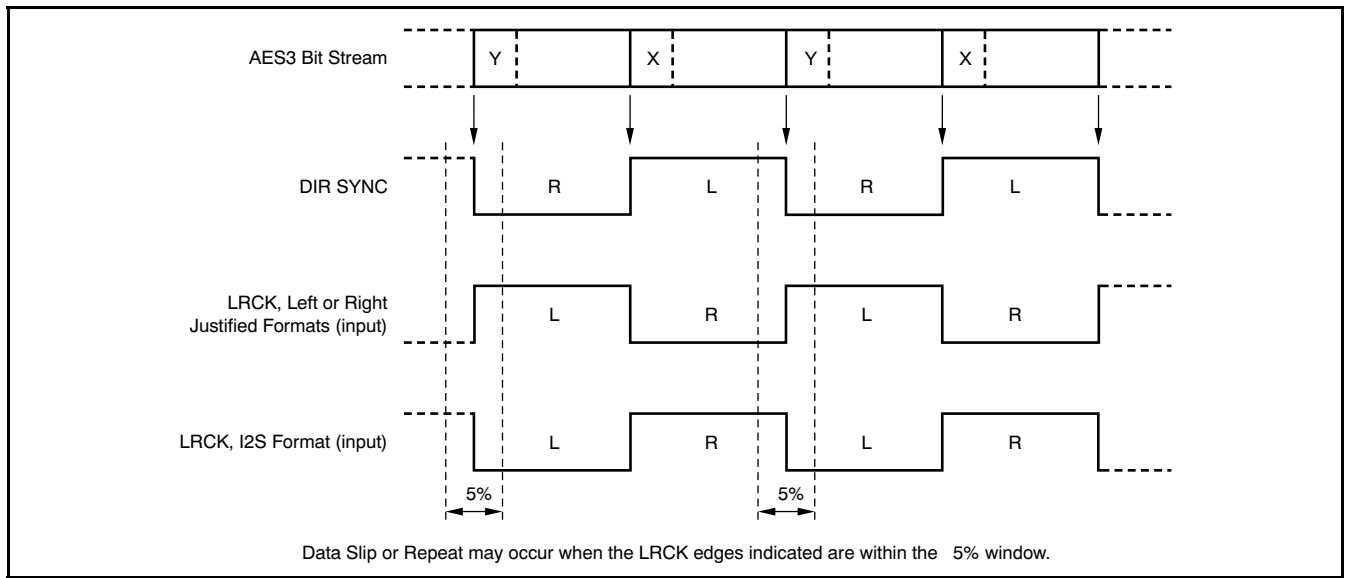 AES3 Bit Stream
Y X Y X
DIR SYNC
R L R L
LRCK, Left or Right
Justified Formats (input)
L R L R
LRCK, I2S Format (input)
L R L R
5% 5%
Data Slip or Repeat may occur when the LRCK edges indicated are within the 5% window.